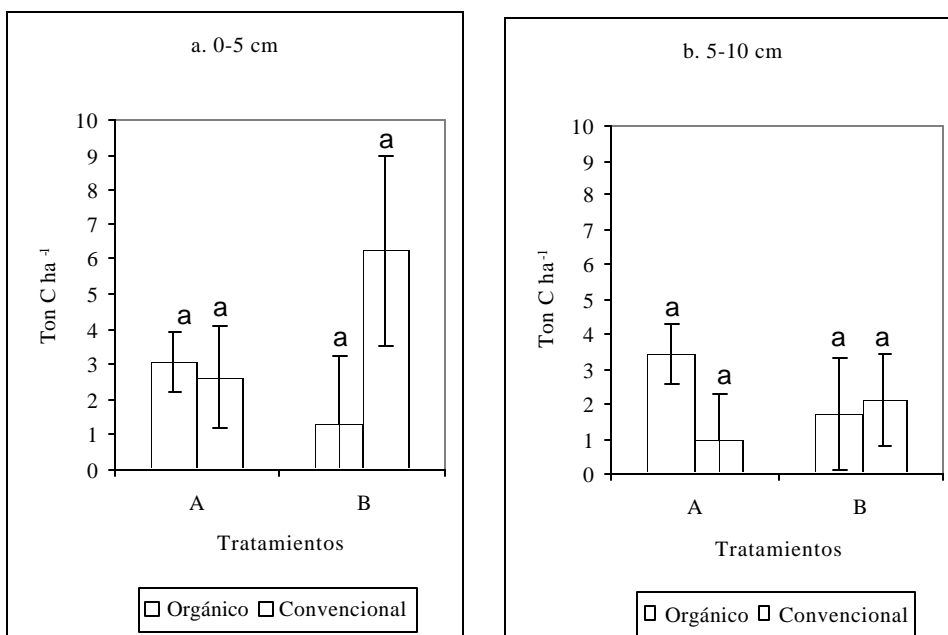 a. 0-5 cm
Ton C ha⁻¹
10
9
8
7
6
5
4
3
2
1
0
a
a
a
a
A
B
Tratamientos
Orgánico Convencional
b. 5-10 cm
Ton C ha⁻¹
10
9
8
7
6
5
4
3
2
1
0
a
a
a
a
A
B
Tratamientos
Orgánico Convencional